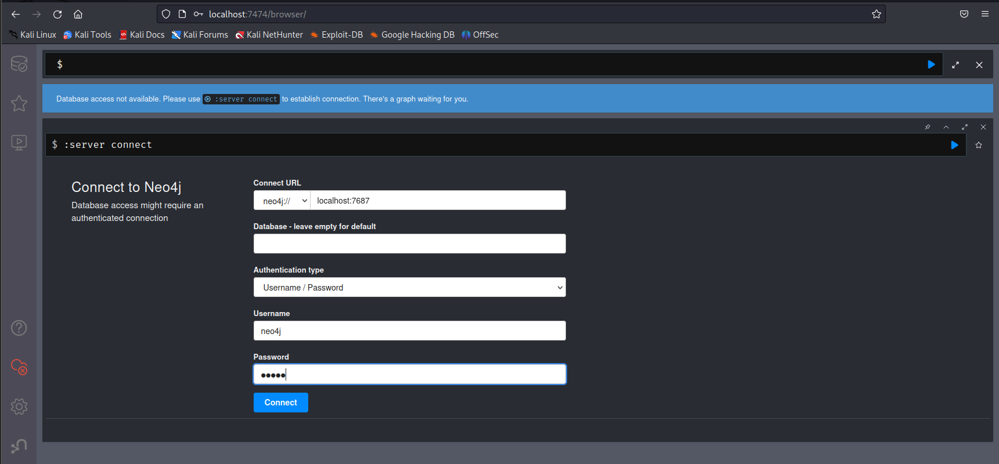 localhost:7474/browser/
Kali Linux Kali Tools Kali Docs Kali Forums Kali NetHunter Exploit-DB Google Hacking DB OffSec
$
Database access not available. Please use :server connect to establish connection. There's a graph waiting for you.
$ :server connect
Connect to Neo4j
Database access might require an
authenticated connection
Connect URL
neo4j:// localhost:7687
Database - leave empty for default
Authentication type
Username / Password
Username
neo4j
Password
•••••
Connect